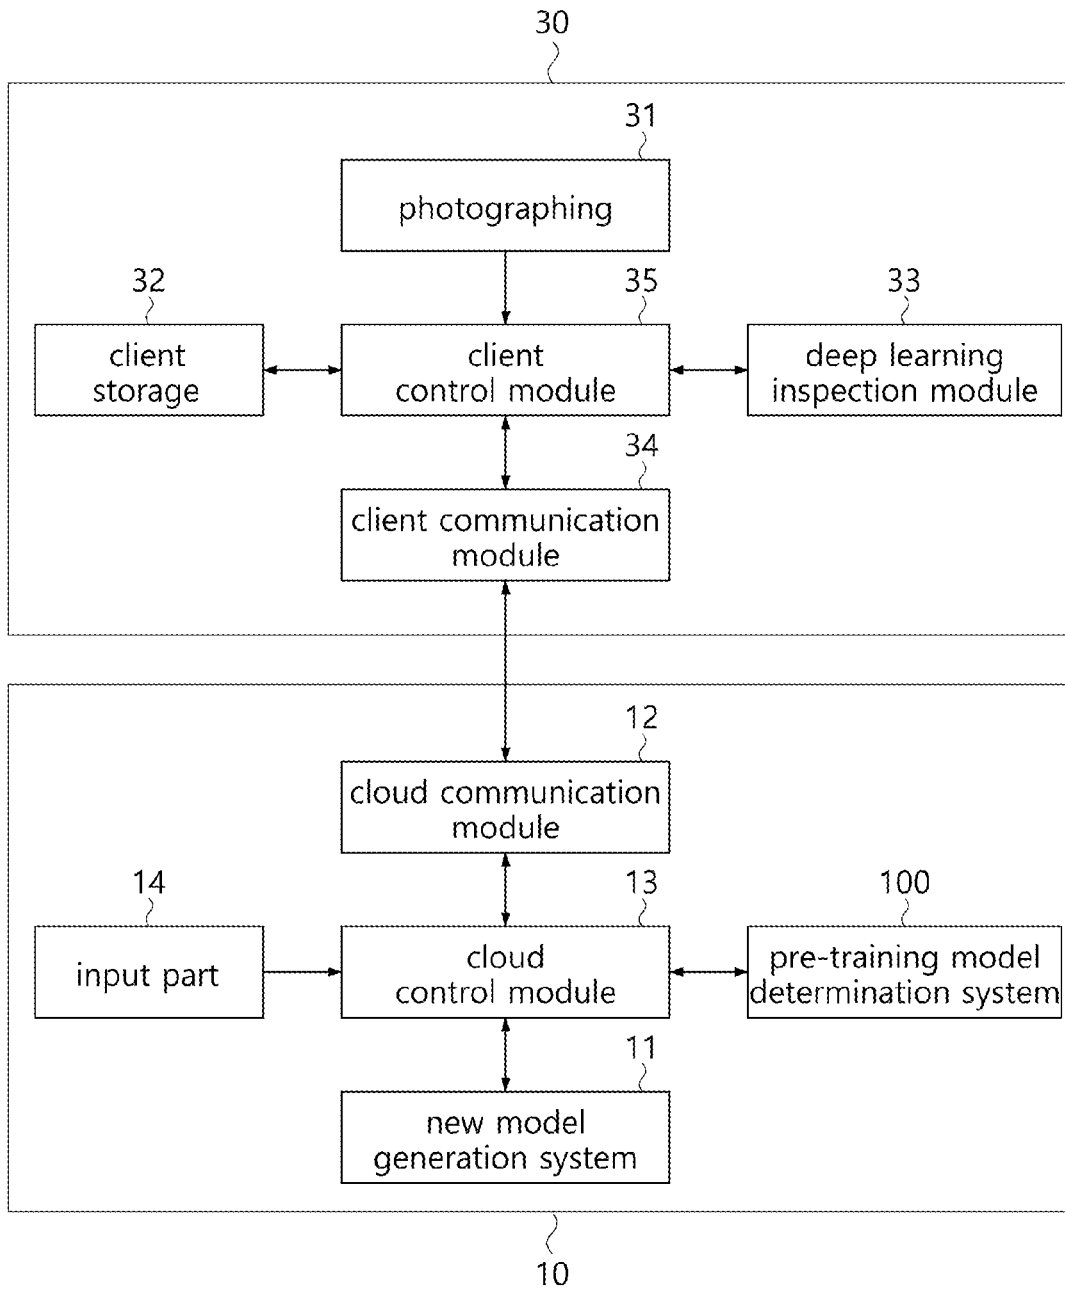 30
31
photographing
32
35
33
client
storage
client
control module
deep learning
inspection module
34
client communication
module
12
cloud communication
module
14
13
100
input part
cloud
control module
pre-training model
determination system
11
new model
generation system
10